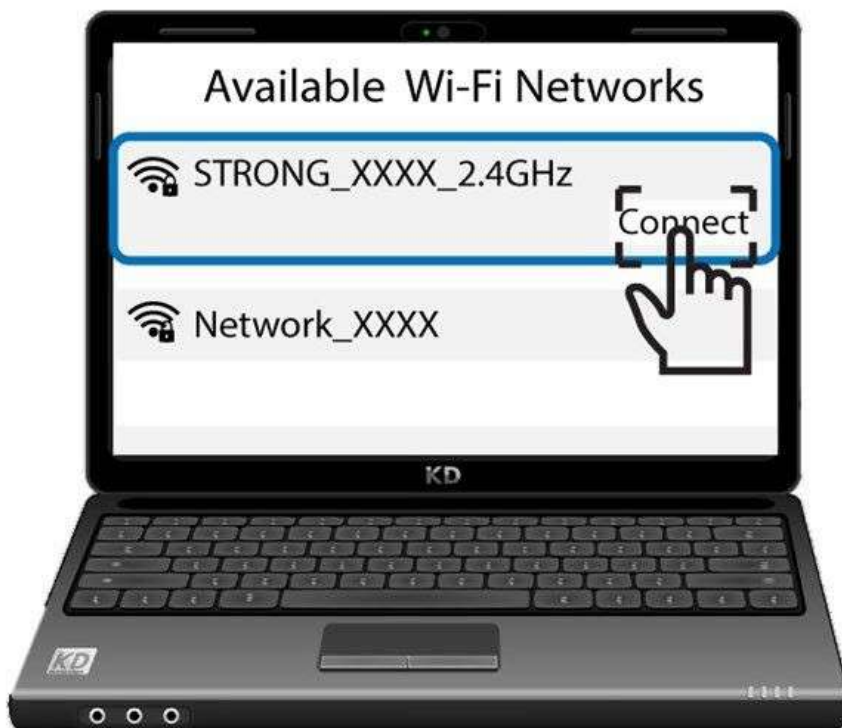 Available Wi-Fi Networks
STRONG_XXXX_2.4GHz
Connect
Network_XXXX
KD
KD